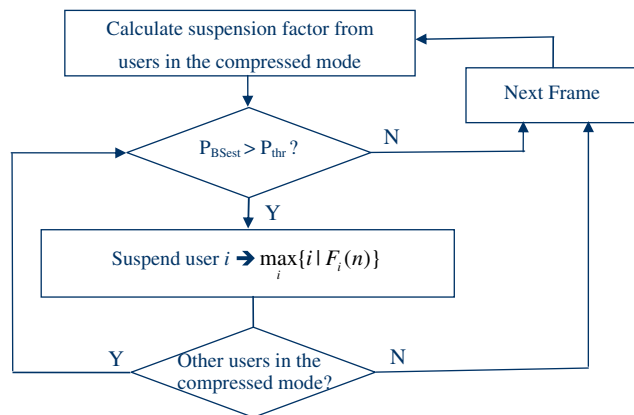 Calculate suspension factor from
users in the compressed mode
Next Frame
P_BSest > P_thr ?
N
Y
Suspend user i ➔ max_i{i | F_i(n)}
Y
Other users in the
compressed mode?
N